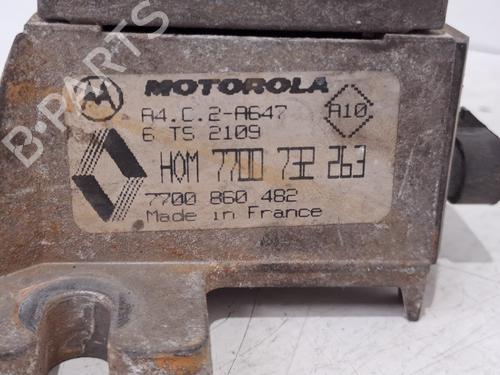 B-PARTS
MOTOROLA
A4.C.2-A647
A10
6 TS 2109
HOM 7700 732 263
7700 860 482
Made in France